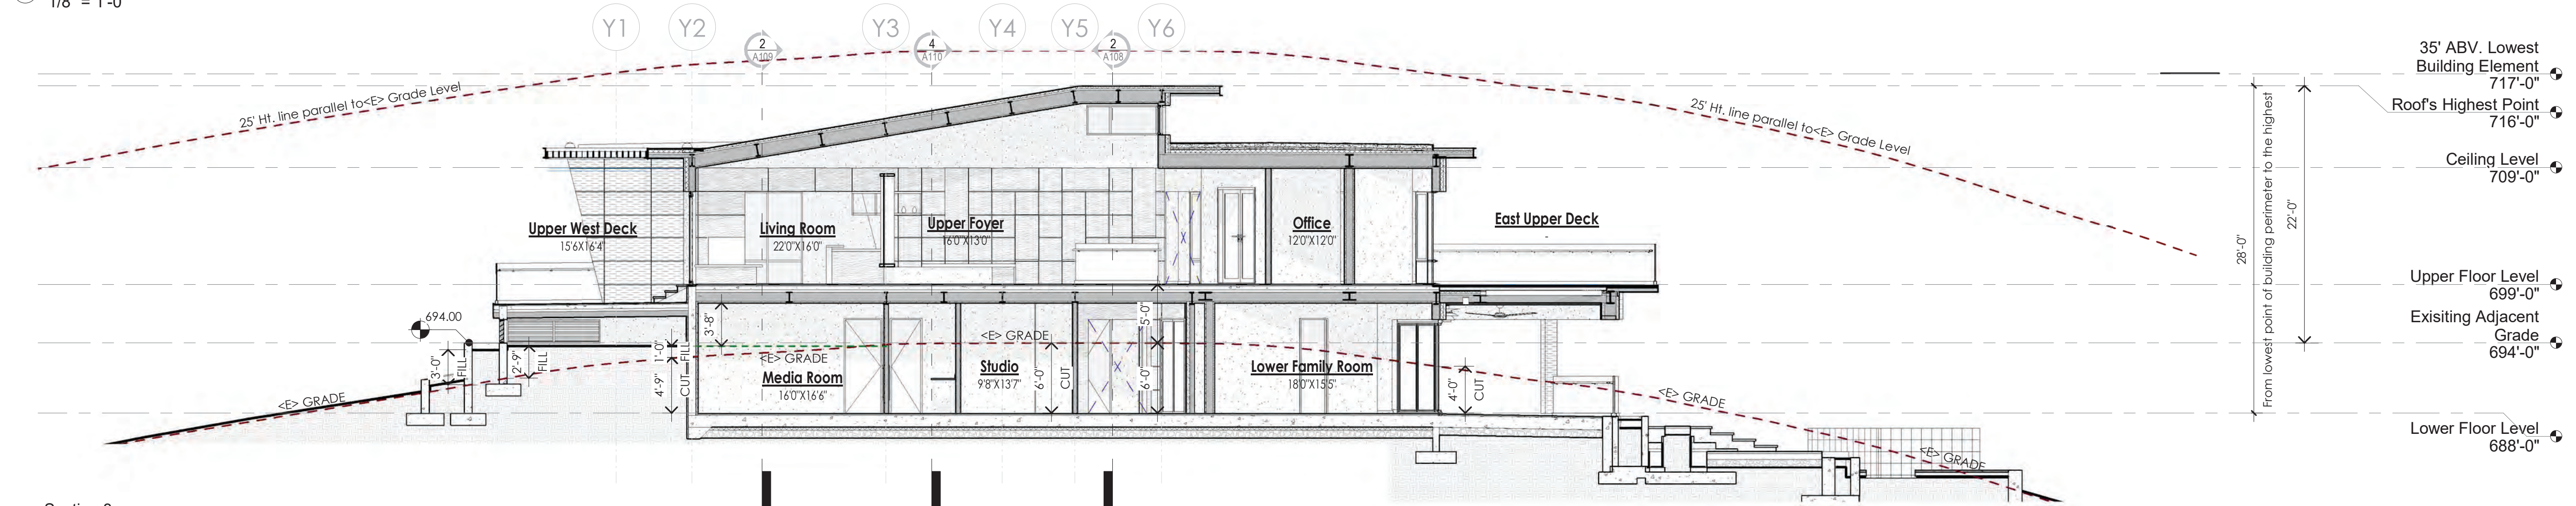 1/8" = 1'-0"
Y1
Y2
Y3
Y4
Y5
Y6
2
A109
4
A110
2
A108
25' Ht. line parallel to<E> Grade Level
25' Ht. line parallel to<E> Grade Level
35' ABV. Lowest
Building Element
717'-0"
Roof's Highest Point
716'-0"
Ceiling Level
709'-0"
Upper Floor Level
699'-0"
Exisiting Adjacent
Grade
694'-0"
Lower Floor Level
688'-0"
22'-0"
28'-0"
From lowest point of building perimeter to the highest
Upper West Deck
15'6"X16'4"
Living Room
22'0"X16'0"
Upper Foyer
16'0"X13'0"
Office
12'0"X12'0"
East Upper Deck
-
694.00
3'-0"
FILL
2'-9"
FILL
1'-0"
FILL
4'-9"
CUT
3'-8"
<E> GRADE
Media Room
16'0"X16'6"
<E> GRADE
Studio
9'8"X13'7"
6'-0"
CUT
5'-0"
6'-0"
Lower Family Room
18'0"X15'5"
4'-0"
CUT
<E> GRADE
<E> GRADE
<E> GRADE